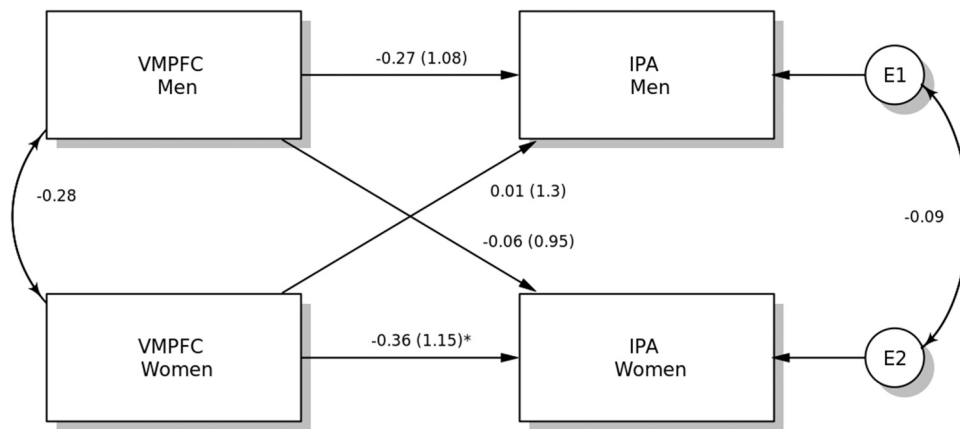 VMPFC
Men
-0.27 (1.08)
IPA
Men
E1
-0.28
0.01 (1.3)
-0.09
-0.06 (0.95)
VMPFC
Women
-0.36 (1.15)*
IPA
Women
E2